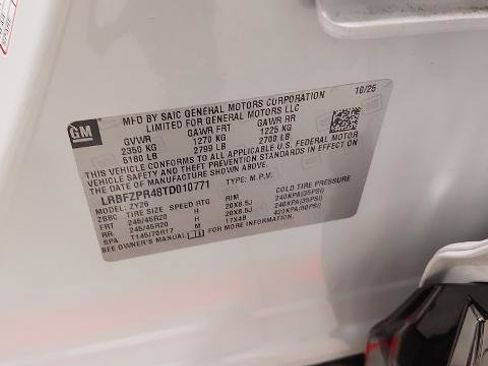 10/25
MFD BY SAIC GENERAL MOTORS CORPORATION
LIMITED FOR GENERAL MOTORS LLC
GM
GVWR GAWR FRT GAWR RR
2350 KG 1270 KG 1225 KG
5180 LB 2799 LB 2700 LB
THIS VEHICLE CONFORMS TO ALL APPLICABLE U.S. FEDERAL MOTOR
VEHICLE SAFETY AND THEFT PREVENTION STANDARDS IN EFFECT ON
THE DATE OF MANUFACTURE SHOWN ABOVE.
LRBFZPR48TD010771 TYPE: M.P.V.
MODEL: ZY26
ZBBC TIRE SIZE SPEED RTG RIM COLD TIRE PRESSURE
FRT 245/45R20 H 20X8.5J 240KPA(35PSI)
RR 245/45R20 H 20X8.5J 240KPA(35PSI)
SPA T145/70R17 M 17X4B 420KPA(60PSI)
SEE OWNER'S MANUAL FOR MORE INFORMATION.